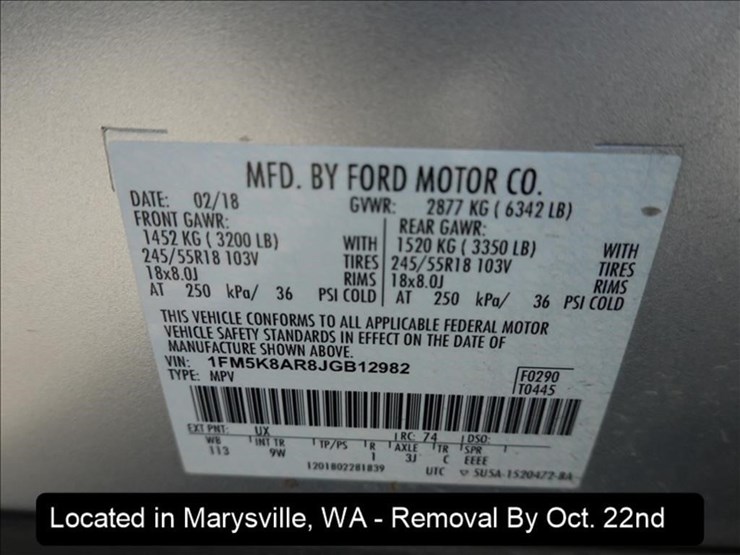 MFD. BY FORD MOTOR CO.
DATE: 02/18 GVWR: 2877 KG ( 6342 LB)
FRONT GAWR: REAR GAWR:
1452 KG ( 3200 LB) WITH 1520 KG ( 3350 LB) WITH
245/55R18 103V TIRES 245/55R18 103V TIRES
18x8.0J RIMS 18x8.0J RIMS
AT 250 kPa/ 36 PSI COLD AT 250 kPa/ 36 PSI COLD
THIS VEHICLE CONFORMS TO ALL APPLICABLE FEDERAL MOTOR
VEHICLE SAFETY STANDARDS IN EFFECT ON THE DATE OF
MANUFACTURE SHOWN ABOVE.
VIN: 1FM5K8AR8JGB12982
TYPE: MPV
F0290
T0445
EXT PNT: UX RC: 74 DSO:
WB INT TR TP/PS R AXLE TR SPR
113 9W 1 3J C EEEE
1201802281839 UTC SUSA-1520472-BA
Located in Marysville, WA - Removal By Oct. 22nd